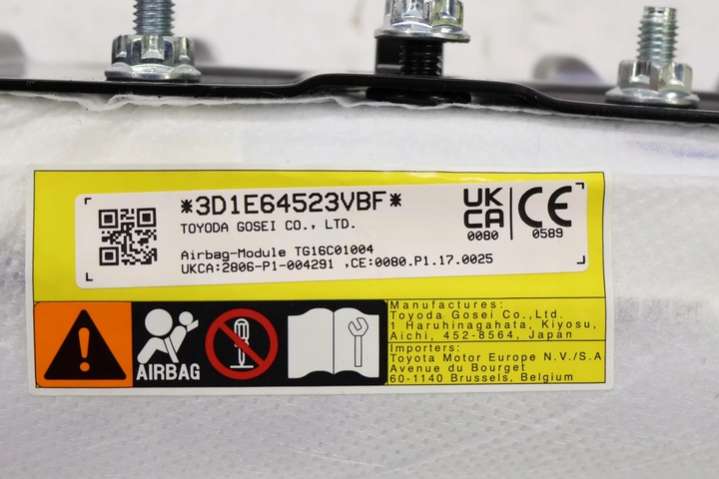 *3D1E64523VBF*
TOYODA GOSEI CO., LTD.
Airbag-Module TG16C01004
UKCA:2806-P1-004291 ,CE:0080.P1.17.0025
UK
CA
0080
CE
0589
AIRBAG
Manufactures:
Toyoda Gosei Co.,Ltd.
1 Haruhinagahata, Kiyosu,
Aichi, 452-8564, Japan
Importers:
Toyota Motor Europe N.V./S.A
Avenue du Bourget
60-1140 Brussels, Belgium